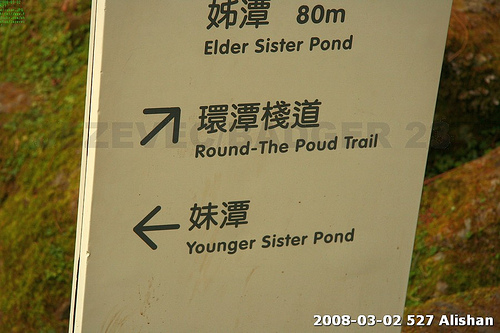 姊潭 80m
Elder Sister Pond
環潭棧道
Round-The Poud Trail
妹潭
Younger Sister Pond
2008-03-02 527 Alishan